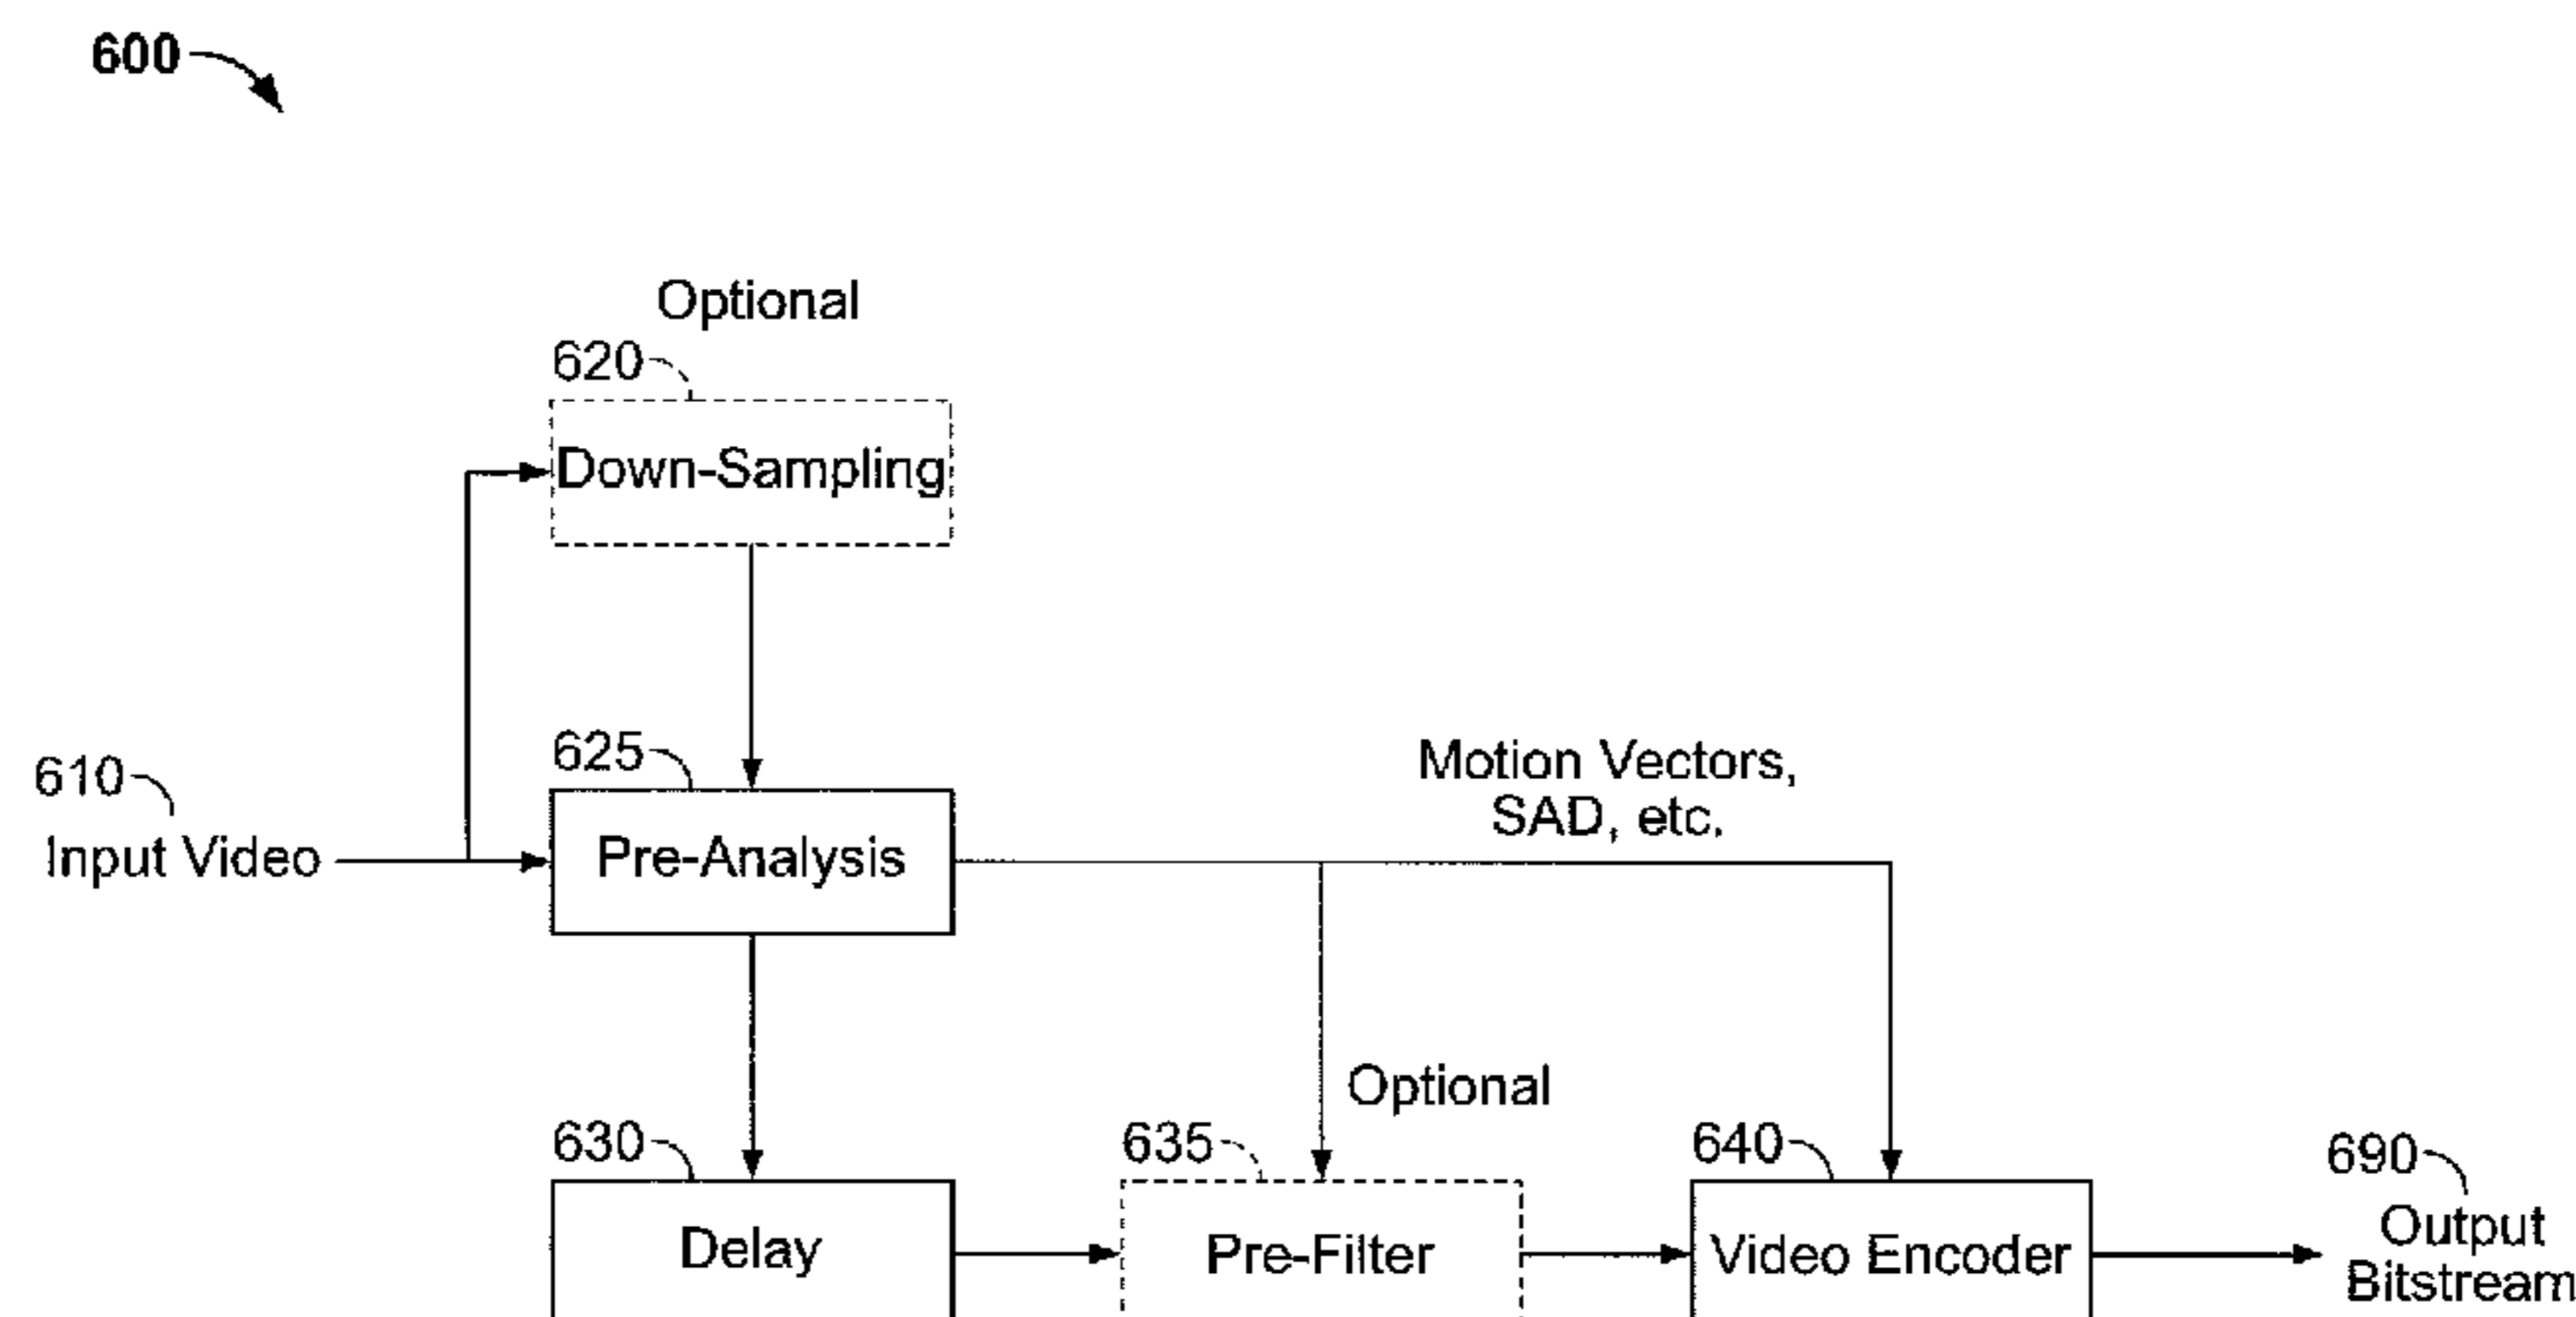 600
Optional
620
Down-Sampling
625
610
Input Video
Pre-Analysis
Motion Vectors,
SAD, etc.
Optional
630
Delay
635
Pre-Filter
640
Video Encoder
690
Output
Bitstream